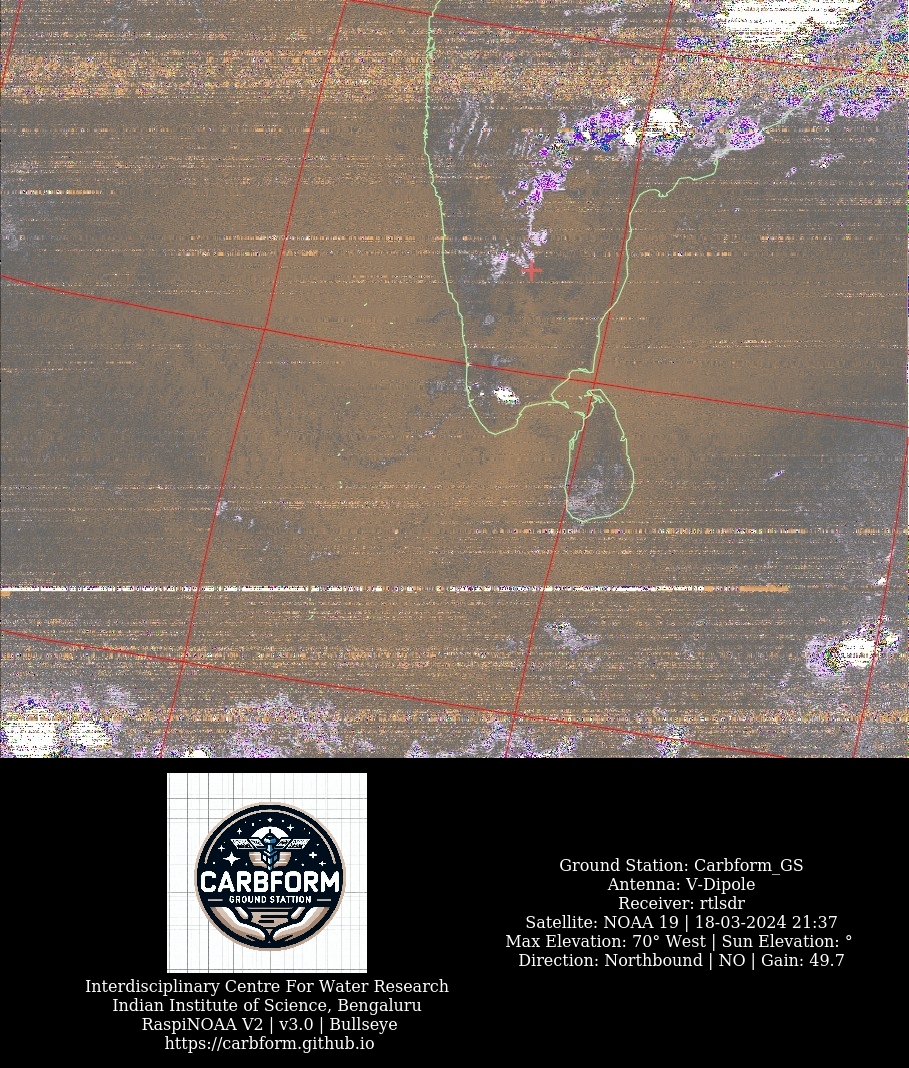 CARBFORM
GROUND STATTION
Interdisciplinary Centre For Water Research
Indian Institute of Science, Bengaluru
RaspiNOAA V2 | v3.0 | Bullseye
https://carbform.github.io
Ground Station: Carbform_GS
Antenna: V-Dipole
Receiver: rtlsdr
Satellite: NOAA 19 | 18-03-2024 21:37
Max Elevation: 70° West | Sun Elevation: °
Direction: Northbound | NO | Gain: 49.7